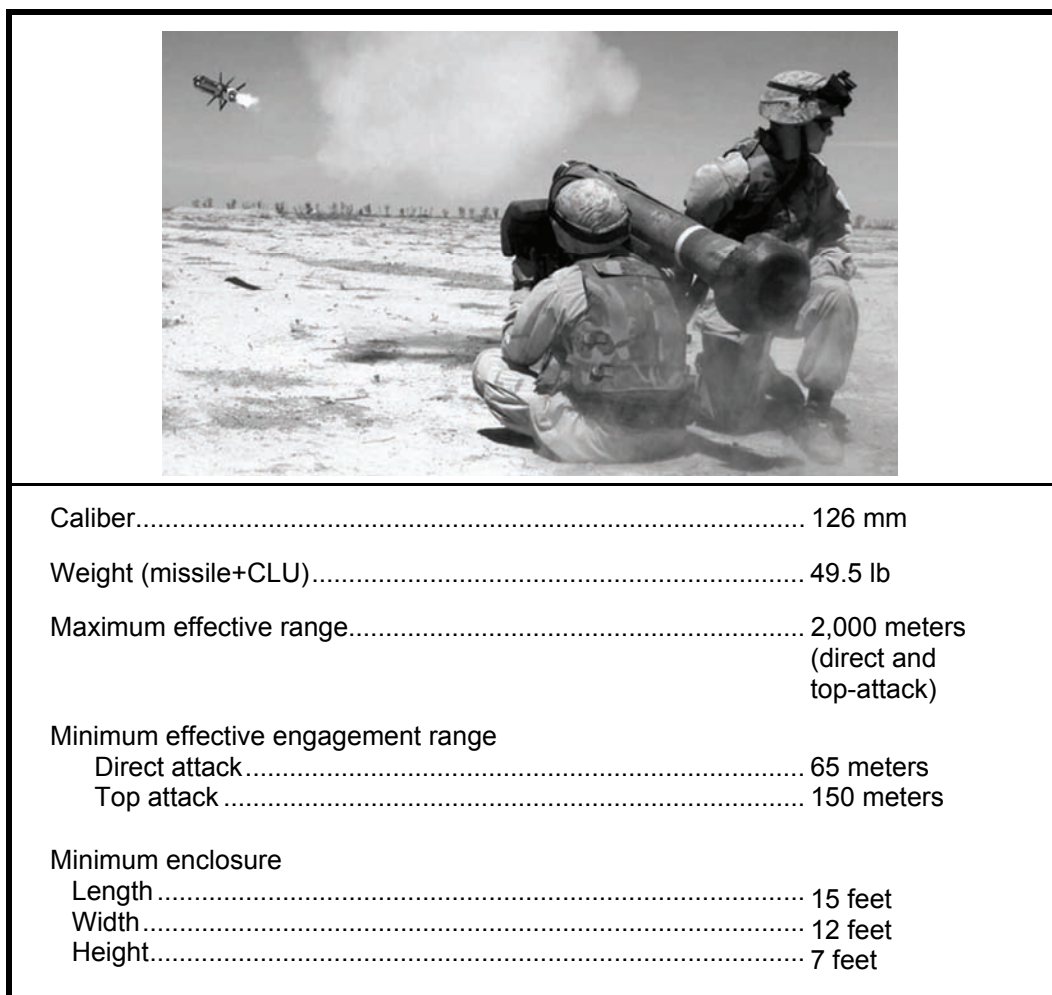 Caliber.......................................................................................... 126 mm
Weight (missile+CLU).................................................................. 49.5 lb
Maximum effective range............................................................. 2,000 meters
(direct and
top-attack)
Minimum effective engagement range
Direct attack........................................................................... 65 meters
Top attack .............................................................................. 150 meters
Minimum enclosure
Length ....................................................................................... 15 feet
Width......................................................................................... 12 feet
Height........................................................................................ 7 feet